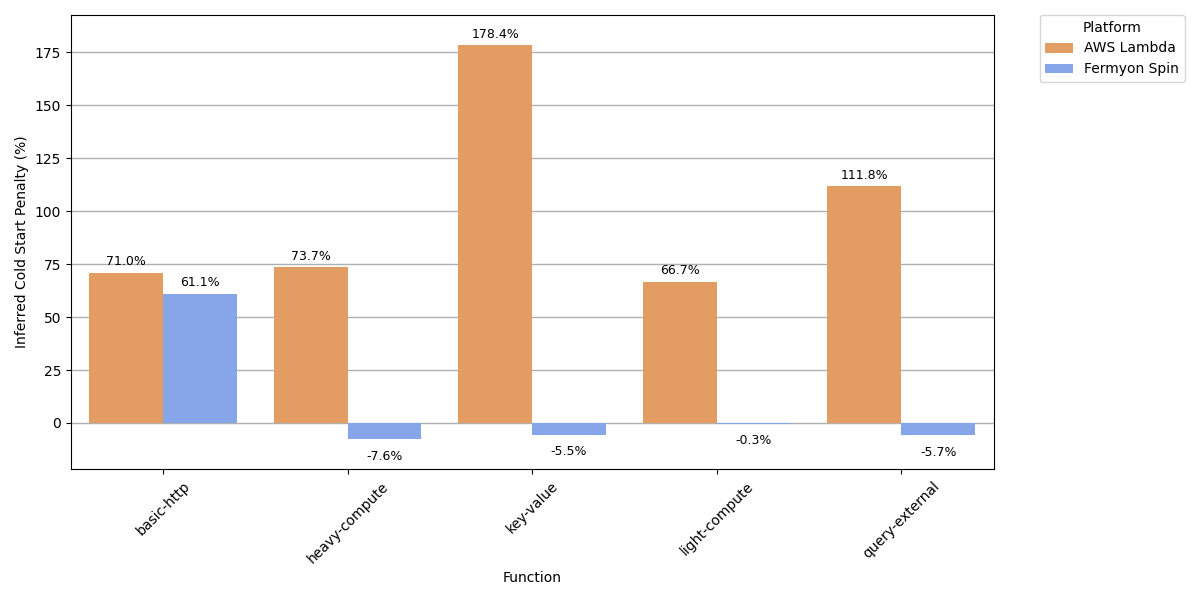 Platform
AWS Lambda
Fermyon Spin
Inferred Cold Start Penalty (%)
175
150
125
100
75
50
25
0
71.0%
61.1%
73.7%
-7.6%
178.4%
-5.5%
66.7%
-0.3%
111.8%
-5.7%
basic-http
heavy-compute
key-value
light-compute
query-external
Function